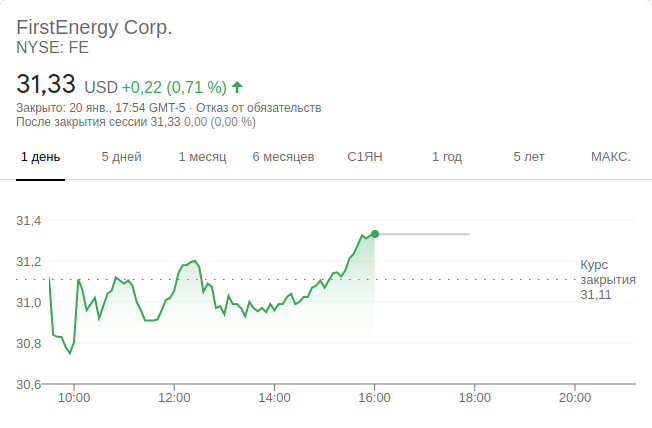 FirstEnergy Corp.
NYSE: FE
31,33 USD +0,22 (0,71 %)
Закрыто: 20 янв., 17:54 GMT-5 · Отказ от обязательств
После закрытия сессии 31,33 0,00 (0,00 %)
1 день 5 дней 1 месяц 6 месяцев С1ЯН 1 год 5 лет МАКС.
31,4
31,2
31,0
30,8
30,6
Курс
закрытия
31,11
10:00 12:00 14:00 16:00 18:00 20:00